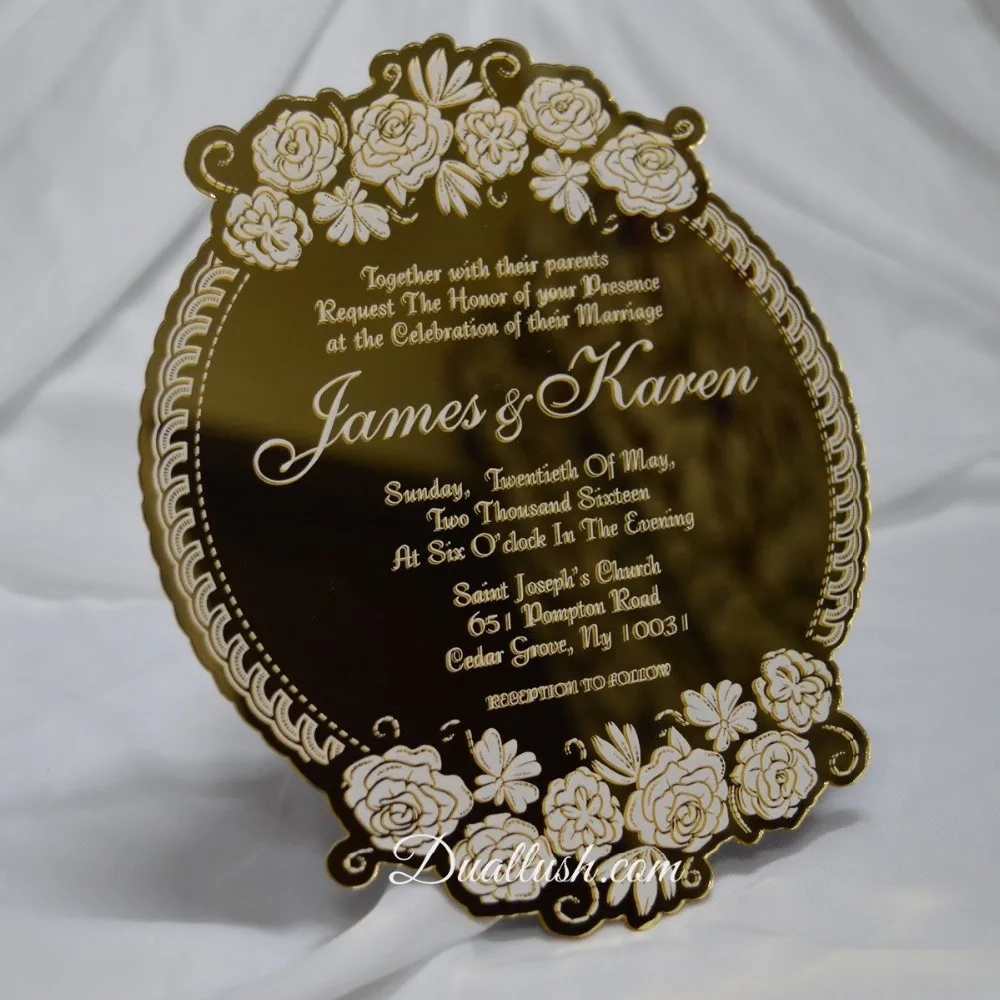 Together with their parents
Request The Honor of your Presence
at the Celebration of their Marriage
James & Karen
Sunday, Twentieth Of May,
Two Thousand Sixteen
At Six O'clock In The Evening
Saint Joseph's Church
651 Pompton Road
Cedar Grove, Ny 10031
RECEPTION TO FOLLOW
Duallush.com